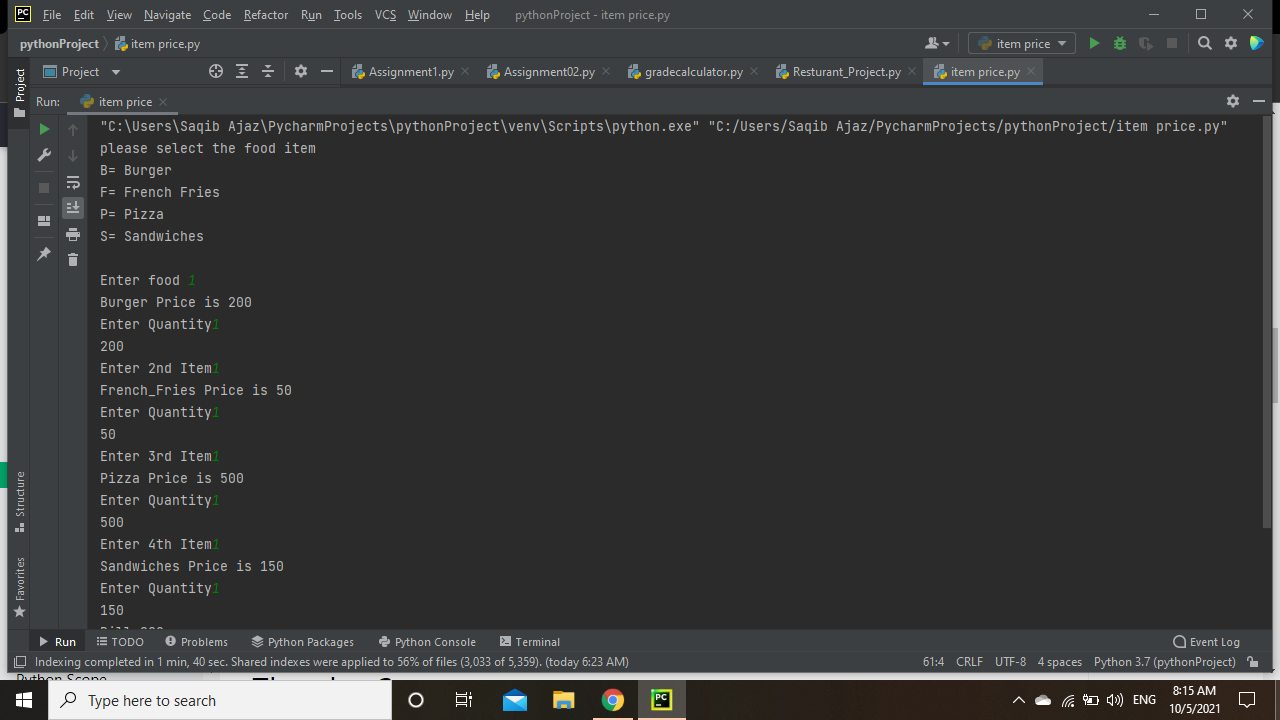 File Edit View Navigate Code Refactor Run Tools VCS Window Help pythonProject - item price.py
pythonProject item price.py item price
Project Assignment1.py Assignment02.py gradecalculator.py Resturant_Project.py item price.py
Project
Run: item price
"C:\Users\Saqib Ajaz\PycharmProjects\pythonProject\venv\Scripts\python.exe" "C:/Users/Saqib Ajaz/PycharmProjects/pythonProject/item price.py"
please select the food item
B= Burger
F= French Fries
P= Pizza
S= Sandwiches
Enter food 1
Burger Price is 200
Enter Quantity1
200
Enter 2nd Item1
French_Fries Price is 50
Enter Quantity1
50
Enter 3rd Item1
Pizza Price is 500
Enter Quantity1
500
Enter 4th Item1
Sandwiches Price is 150
Enter Quantity1
150
Structure
Favorites
Run TODO Problems Python Packages Python Console Terminal Event Log
Indexing completed in 1 min, 40 sec. Shared indexes were applied to 56% of files (3,033 of 5,359). (today 6:23 AM) 61:4 CRLF UTF-8 4 spaces Python 3.7 (pythonProject)
Python Scope
Type here to search ENG 8:15 AM
10/5/2021